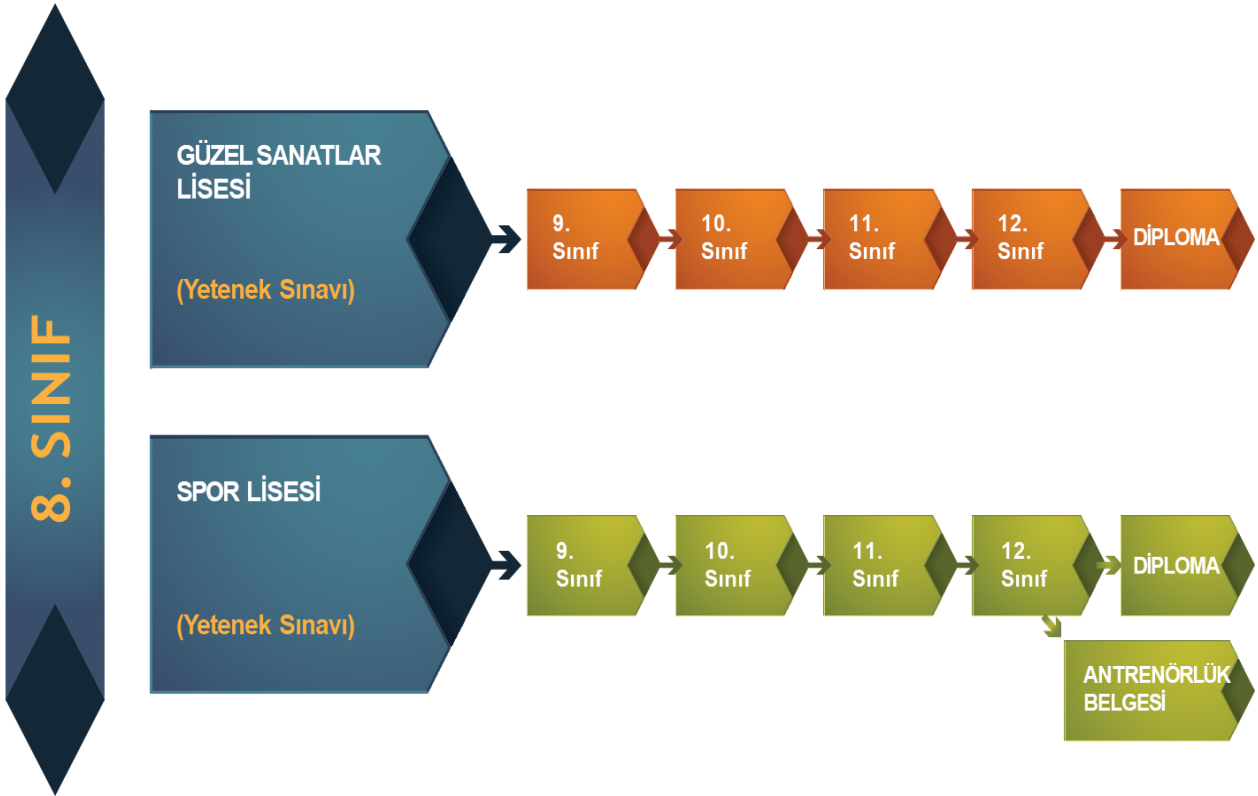 8. SINIF
GÜZEL SANATLAR
LİSESİ
(Yetenek Sınavı)
9.
Sınıf
10.
Sınıf
11.
Sınıf
12.
Sınıf
DİPLOMA
SPOR LİSESİ
(Yetenek Sınavı)
9.
Sınıf
10.
Sınıf
11.
Sınıf
12.
Sınıf
DİPLOMA
ANTRENÖRLÜK
BELGESİ